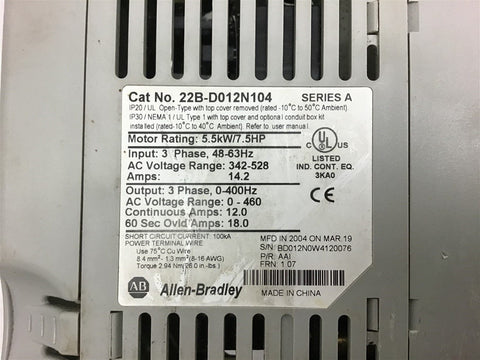 Cat No. 22B-D012N104 SERIES A
IP20 / UL Open-Type with top cover removed (rated -10°C to 50°C Ambient).
IP30 / NEMA 1 / UL Type 1 with top cover and optional conduit box kit
installed (rated -10°C to 40°C Ambient). Refer to user manual.
Motor Rating: 5.5kW/7.5HP
Input: 3 Phase, 48-63Hz
AC Voltage Range: 342-528
Amps: 14.2
C UL US
LISTED
IND. CONT. EQ.
3KA0
Output: 3 Phase, 0-400Hz
AC Voltage Range: 0 - 460
Continuous Amps: 12.0
60 Sec Ovld Amps: 18.0
SHORT CIRCUIT CURRENT: 100kA
POWER TERMINAL WIRE
Use 75°C Cu Wire
8.4 mm² - 1.3 mm² (8-16 AWG)
Torque 2.94 Nm (26.0 in.-lbs.)
MFD IN 2004 ON MAR 19
S/N: BD012N0W4120076
P/R: AAI
FRN: 1.07
AB Allen-Bradley MADE IN CHINA